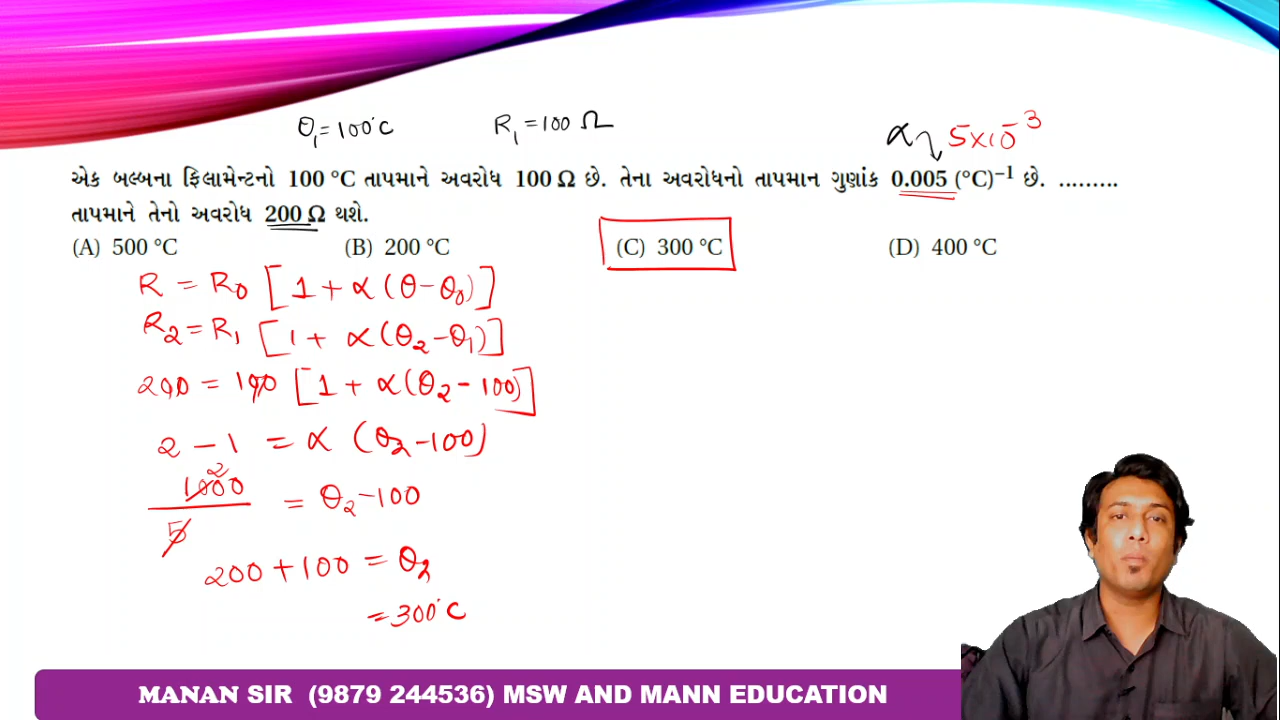 θ₁ = 100°C R₁ = 100 Ω α 5×10⁻³
એક બલ્બના ફિલામેન્ટનો 100 °C તાપમાને અવરોધ 100 Ω છે. તેના અવરોધનો તાપમાન ગુણાંક 0.005 (°C)⁻¹ છે. .........
તાપમાને તેનો અવરોધ 200 Ω થશે.
(A) 500 °C (B) 200 °C (C) 300 °C (D) 400 °C
R = R₀ [1 + α(θ-θ₀)]
R₂ = R₁ [1 + α(θ₂-θ₁)]
200 = 100 [1 + α(θ₂-100)]
2 - 1 = α (θ₂-100)
2
1000
5 = θ₂-100
200 + 100 = θ₂
= 300°C
MANAN SIR (9879 244536) MSW AND MANN EDUCATION